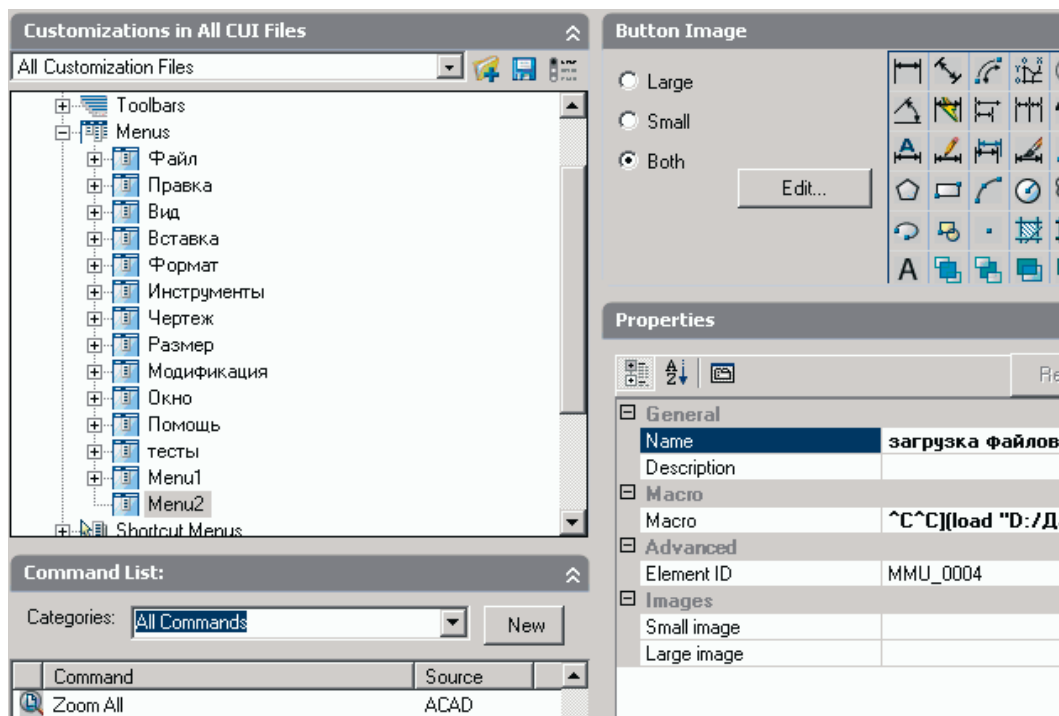 Customizations in All CUI Files
All Customization Files
Toolbars
Menus
Файл
Правка
Вид
Вставка
Формат
Инструменты
Чертеж
Размер
Модификация
Окно
Помощь
тесты
Menu1
Menu2
Shortcut Menus
Command List:
Categories: All Commands New
Command Source
Zoom All ACAD
Button Image
Large
Small
Both
Edit...
Properties
Re
General
Name загрузка файлов
Description
Macro
Macro ^C^C](load "D:/Д
Advanced
Element ID MMU_0004
Images
Small image
Large image